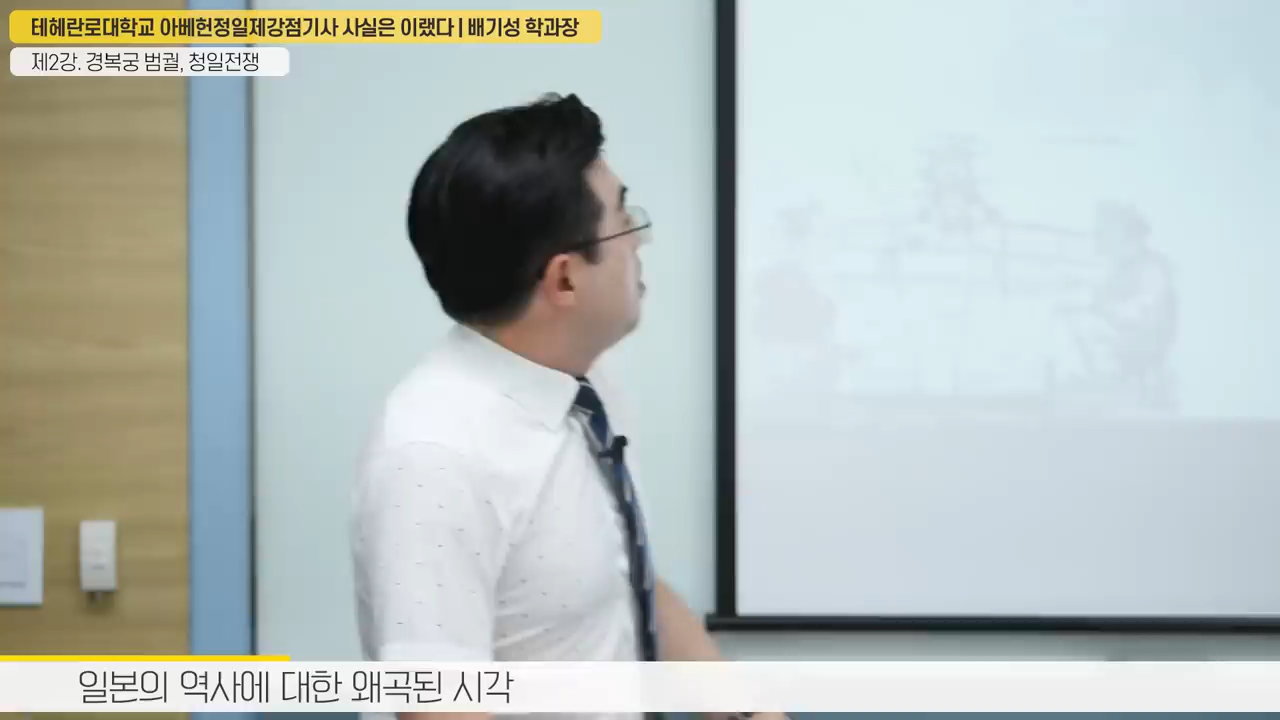 테헤란로대학교 아베헌정일제강점기사 사실은 이랬다 | 배기성 학과장
제2강. 경복궁 범궐, 청일전쟁
일본의 역사에 대한 왜곡된 시각